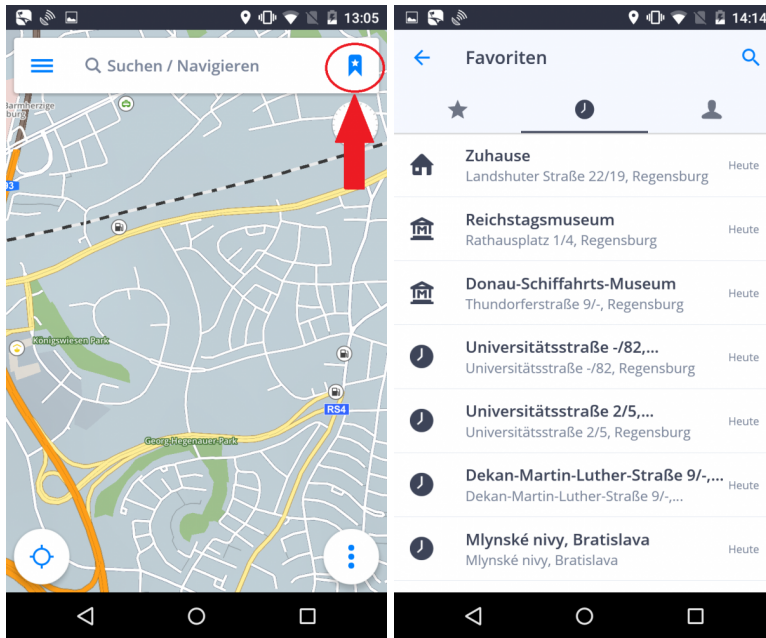 13:05
Suchen / Navigieren
Barmherzige
burg
Königswiesen Park
RS4
Georg-Hegenauer-Park
14:14
Favoriten
Zuhause
Landshuter Straße 22/19, Regensburg
Heute
Reichstagsmuseum
Rathausplatz 1/4, Regensburg
Heute
Donau-Schiffahrts-Museum
Thundorferstraße 9/-, Regensburg
Heute
Universitätsstraße -/82,...
Universitätsstraße -/82, Regensburg
Heute
Universitätsstraße 2/5,...
Universitätsstraße 2/5, Regensburg
Heute
Dekan-Martin-Luther-Straße 9/-,...
Dekan-Martin-Luther-Straße 9/-,...
Heute
Mlynské nivy, Bratislava
Mlynské nivy, Bratislava
Heute